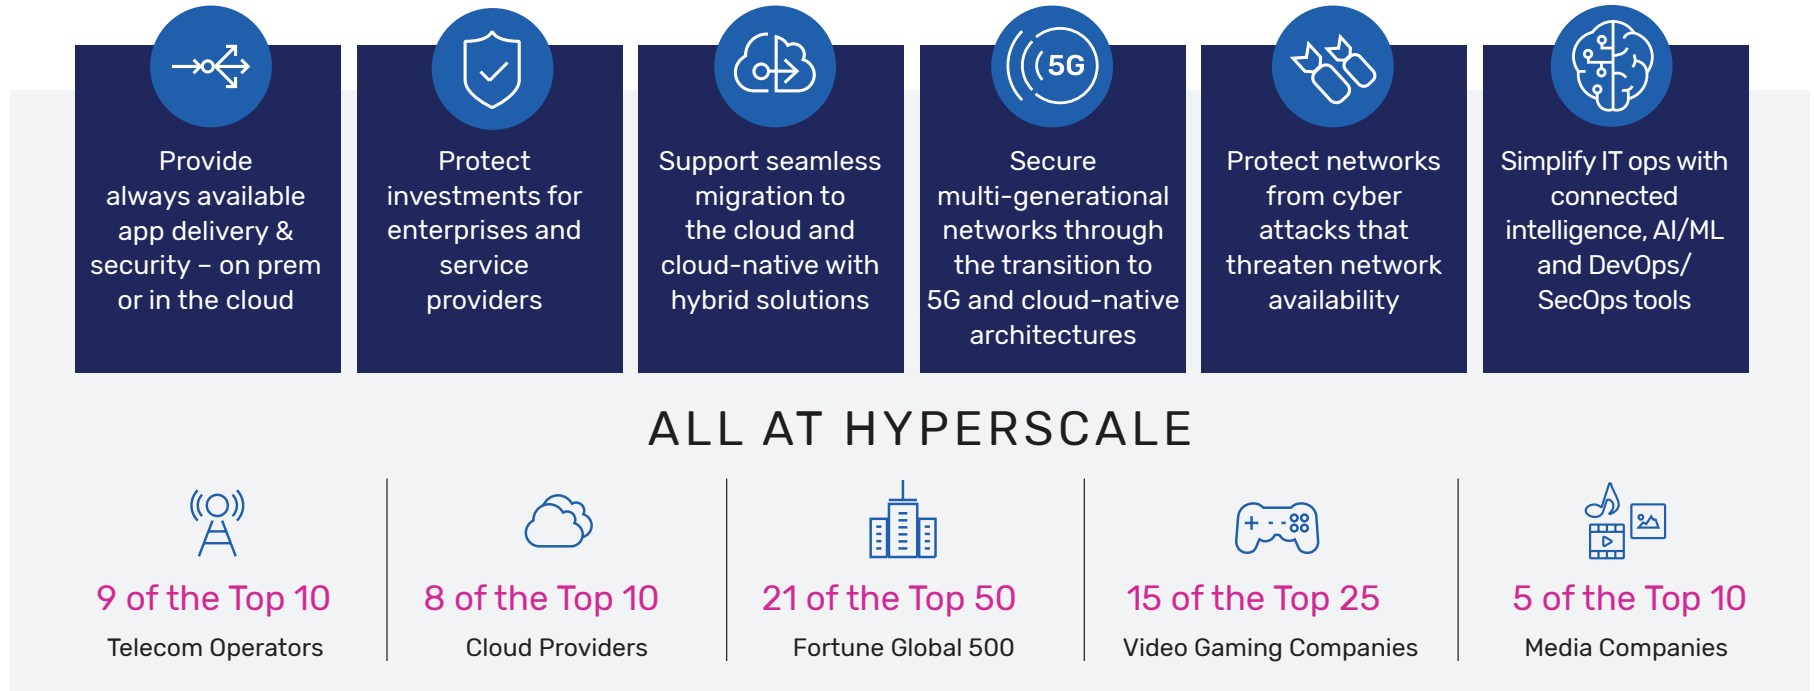 Provide
always available
app delivery &
security – on prem
or in the cloud
Protect
investments for
enterprises and
service
providers
Support seamless
migration to
the cloud and
cloud-native with
hybrid solutions
5G
Secure
multi-generational
networks through
the transition to
5G and cloud-native
architectures
Protect networks
from cyber
attacks that
threaten network
availability
Simplify IT ops with
connected
intelligence, AI/ML
and DevOps/
SecOps tools
ALL AT HYPERSCALE
9 of the Top 10
Telecom Operators
8 of the Top 10
Cloud Providers
21 of the Top 50
Fortune Global 500
15 of the Top 25
Video Gaming Companies
5 of the Top 10
Media Companies